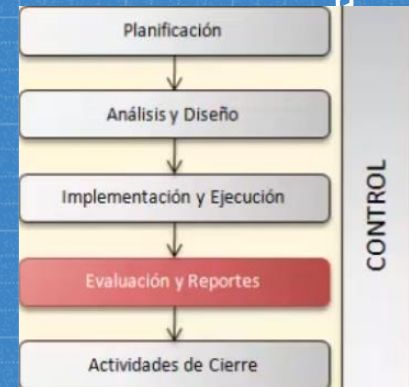 Planificación
Análisis y Diseño
Implementación y Ejecución
Evaluación y Reportes
Actividades de Cierre
CONTROL